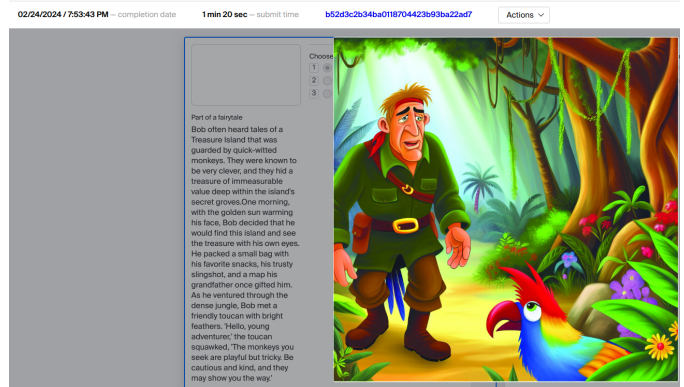 02/24/2024 / 7:53:43 PM – completion date 1 min 20 sec – submit time b52d3c2b34ba0118704423b93ba22ad7 Actions
Choose
1
2
3
Part of a fairytale
Bob often heard tales of a
Treasure Island that was
guarded by quick-witted
monkeys. They were known to
be very clever, and they hid a
treasure of immeasurable
value deep within the island's
secret groves.One morning,
with the golden sun warming
his face, Bob decided that he
would find this island and see
the treasure with his own eyes.
He packed a small bag with
his favorite snacks, his trusty
slingshot, and a map his
grandfather once gifted him.
As he ventured through the
dense jungle, Bob met a
friendly toucan with bright
feathers. 'Hello, young
adventurer,' the toucan
squawked, 'The monkeys you
seek are playful but tricky. Be
cautious and kind, and they
may show you the way.'